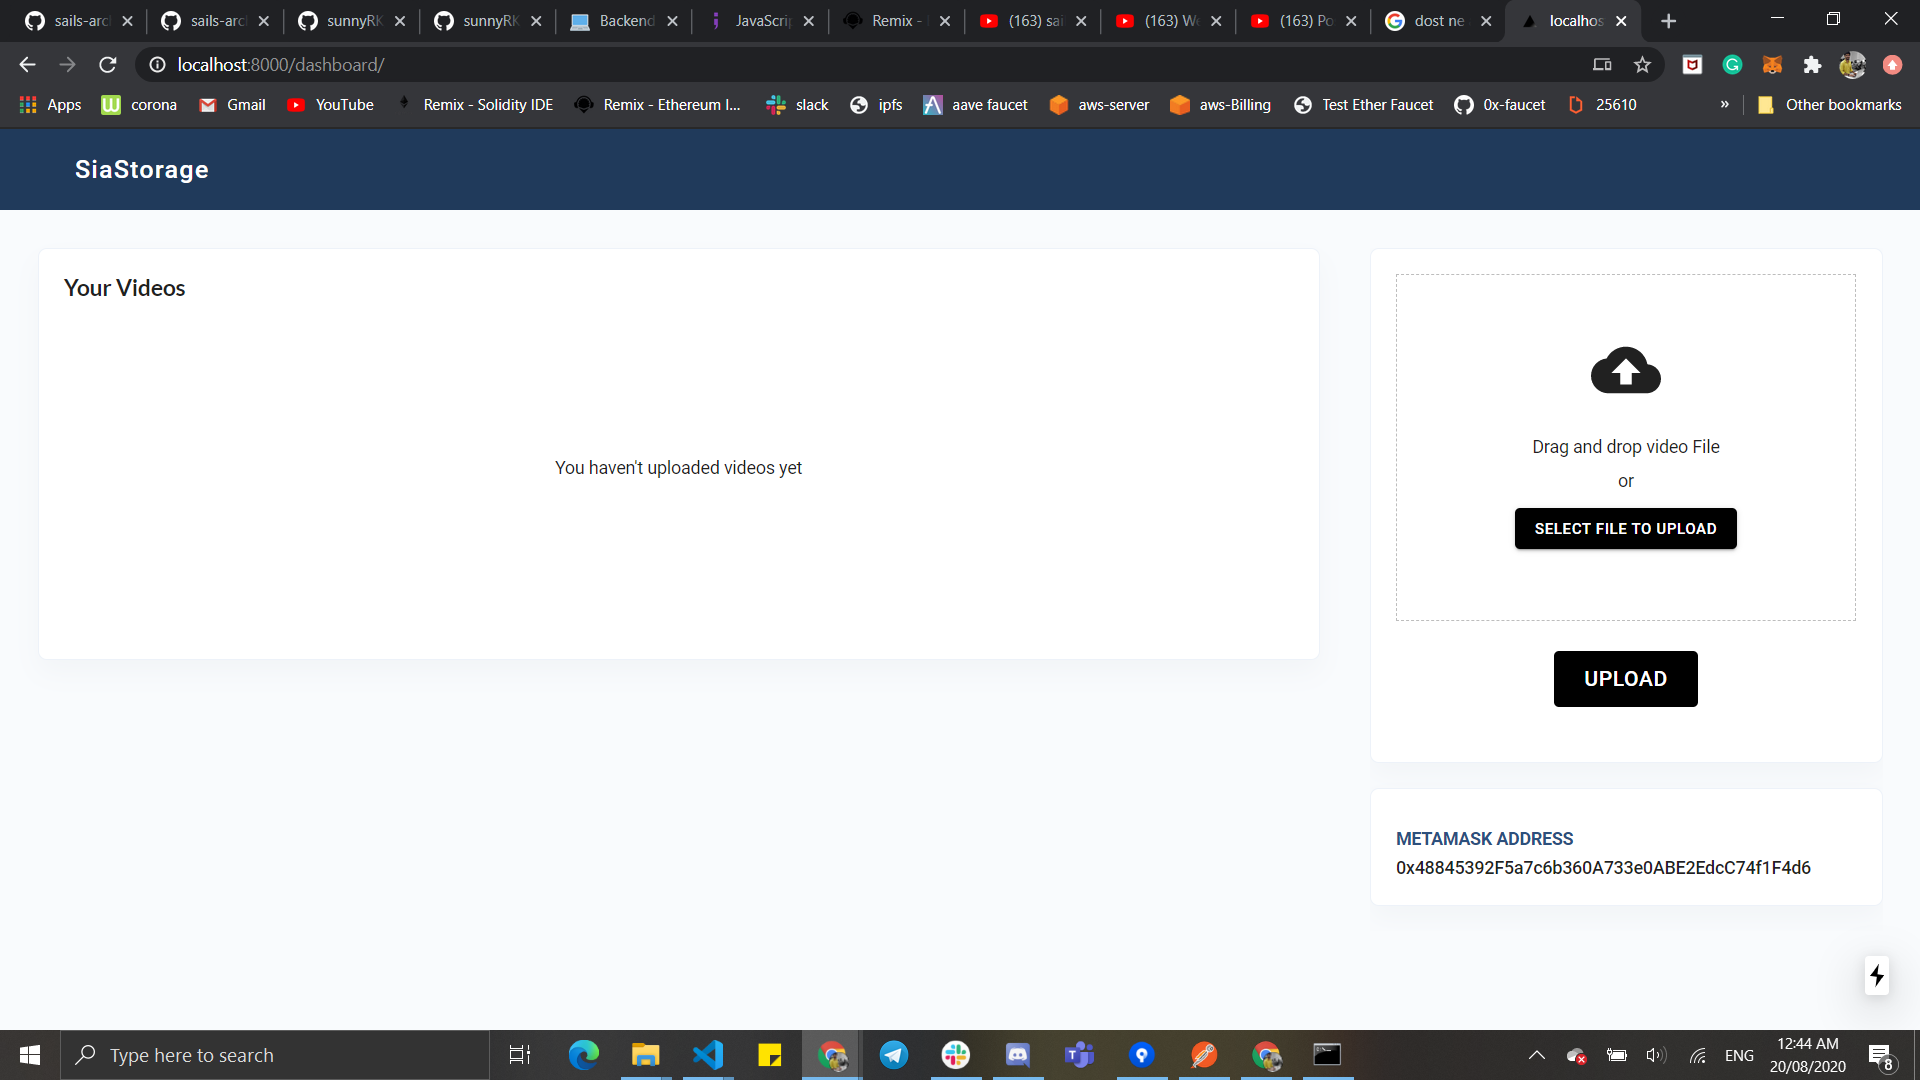 sails-arc
sails-arc
sunnyRK
sunnyRK
Backend
JavaScrip
Remix -
(163) sai
(163) We
(163) Po
dost ne
localhos
localhost:8000/dashboard/
Apps
corona
Gmail
YouTube
Remix - Solidity IDE
Remix - Ethereum I...
slack
ipfs
aave faucet
aws-server
aws-Billing
Test Ether Faucet
0x-faucet
25610
»
Other bookmarks
SiaStorage
Your Videos
You haven't uploaded videos yet
Drag and drop video File
or
SELECT FILE TO UPLOAD
UPLOAD
METAMASK ADDRESS
0x48845392F5a7c6b360A733e0ABE2EdcC74f1F4d6
Type here to search
ENG
12:44 AM
20/08/2020
8